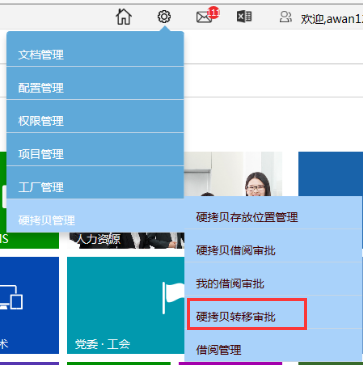 11
欢迎,awan12
文档管理
配置管理
权限管理
项目管理
工厂管理
硬拷贝管理
硬拷贝存放位置管理
硬拷贝借阅审批
我的借阅审批
硬拷贝转移审批
借阅管理
人力资源
术
党委 · 工会